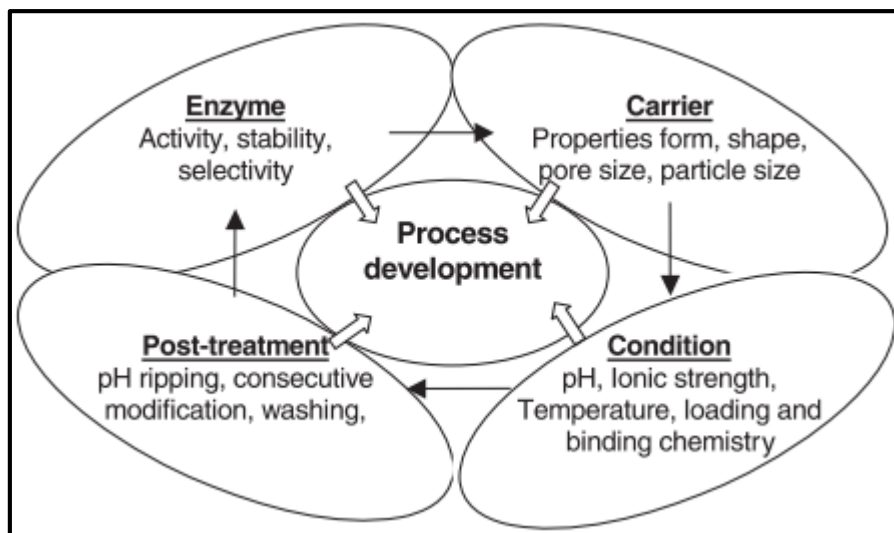 Enzyme
Activity, stability,
selectivity
Carrier
Properties form, shape,
pore size, particle size
Process
development
Post-treatment
pH ripping, consecutive
modification, washing,
Condition
pH, Ionic strength,
Temperature, loading and
binding chemistry